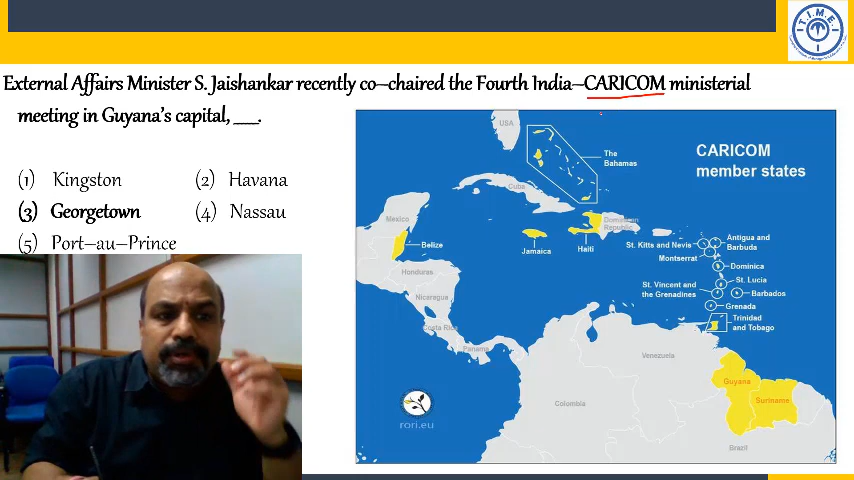 T.I.M.E.
External Affairs Minister S. Jaishankar recently co–chaired the Fourth India–CARICOM ministerial
meeting in Guyana's capital, ___.
(1) Kingston (2) Havana
(3) Georgetown (4) Nassau
(5) Port–au–Prince
CARICOM
member states
USA
The
Bahamas
Cuba
Mexico
Dominican
Republic
Belize
Jamaica
Haiti
St. Kitts and Nevis
Antigua and
Barbuda
Montserrat
Honduras
Dominica
St. Lucia
St. Vincent and
the Grenadines
Barbados
Nicaragua
Grenada
Costa Rica
Trinidad
and Tobago
Panama
Venezuela
Guyana
Suriname
Colombia
rori.eu
Brazil